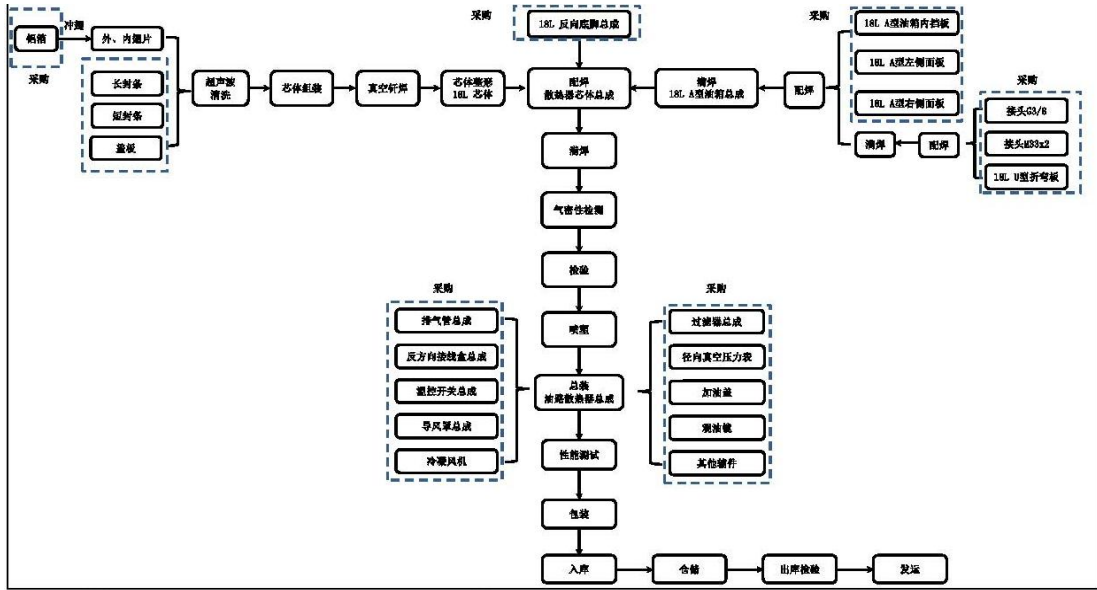 采购
18L 反向底脚总成
采购
铝箔
冲翅
外、内翅片
采购
长封条
短封条
盖板
超声波
清洗
芯体组装
真空钎焊
芯体整形
18L 芯体
配焊
散热器芯体总成
满焊
18L A型油箱总成
配焊
18L A型油箱内挡板
18L A型左侧面板
18L A型右侧面板
采购
接头G3/8
接头M33x2
18L U型折弯板
配焊
满焊
满焊
气密性检测
检验
喷塑
采购
排气管总成
反方向接线盒总成
温控开关总成
导风罩总成
冷凝风机
采购
过滤器总成
径向真空压力表
加油盖
观油镜
其他辅件
总装
油路散热器总成
性能测试
包装
入库
仓储
出库检验
发运